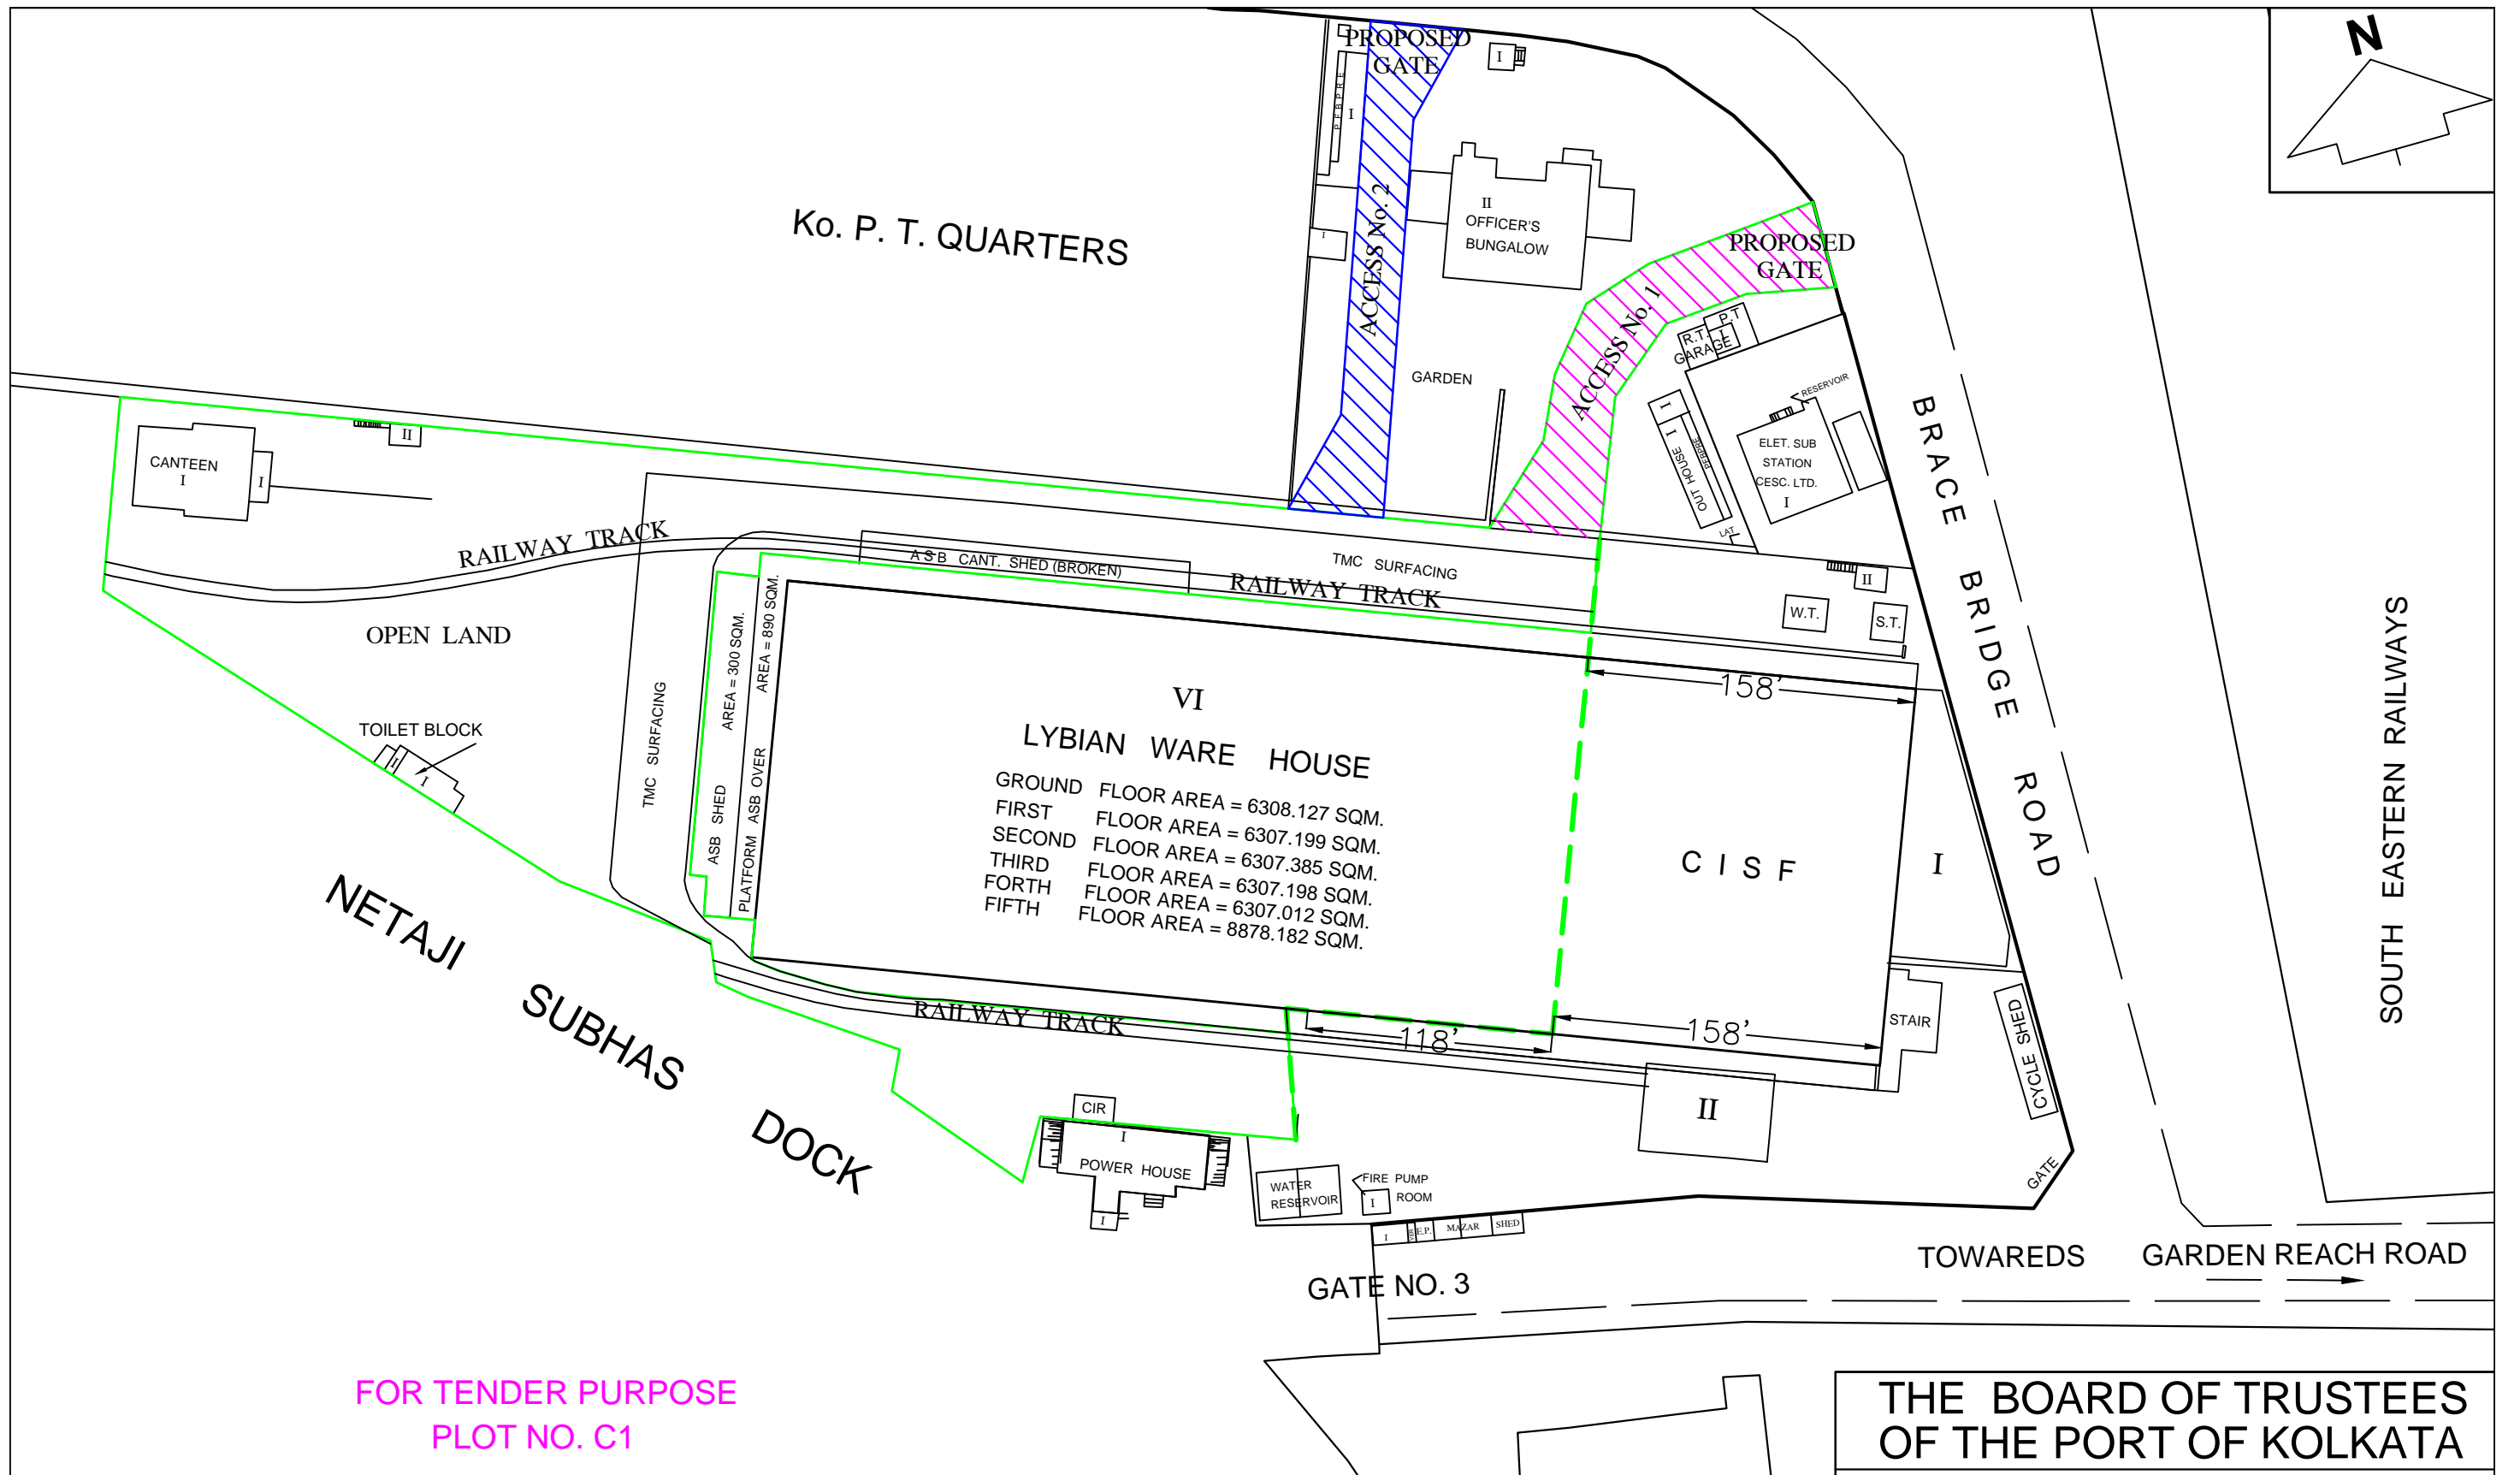 PROPOSED
GATE
I
N
P F B P R E
I
ACCESS No. 2
II
OFFICER'S
BUNGALOW
Ko. P. T. QUARTERS
I
PROPOSED
GATE
ACCESS No. 1
P.T
R.T.
I
GARAGE
GARDEN
RESERVOIR
I
I
OUT HOUSE
PFBPRE
ELET. SUB
STATION
CESC. LTD.
I
LAT.
BRACE BRIDGE ROAD
SOUTH EASTERN RAILWAYS
CANTEEN
I
I
II
RAILWAY TRACK
A S B CANT. SHED (BROKEN)
TMC SURFACING
RAILWAY TRACK
II
W.T.
S.T.
OPEN LAND
TOILET BLOCK
II
I
TMC SURFACING
ASB SHED AREA = 300 SQM.
PLATFORM ASB OVER AREA = 890 SQM.
158'
VI
LYBIAN WARE HOUSE
GROUND FLOOR AREA = 6308.127 SQM.
FIRST FLOOR AREA = 6307.199 SQM.
SECOND FLOOR AREA = 6307.385 SQM.
THIRD FLOOR AREA = 6307.198 SQM.
FORTH FLOOR AREA = 6307.012 SQM.
FIFTH FLOOR AREA = 8878.182 SQM.
C I S F
I
NETAJI SUBHAS DOCK
RAILWAY TRACK
118'
158'
STAIR
CYCLE SHED
II
CIR
I
POWER HOUSE
I
WATER
RESERVOIR
FIRE PUMP
ROOM
I
GATE
I
E.P.
MAZAR
SHED
GATE NO. 3
TOWAREDS GARDEN REACH ROAD
FOR TENDER PURPOSE
PLOT NO. C1
THE BOARD OF TRUSTEES
OF THE PORT OF KOLKATA